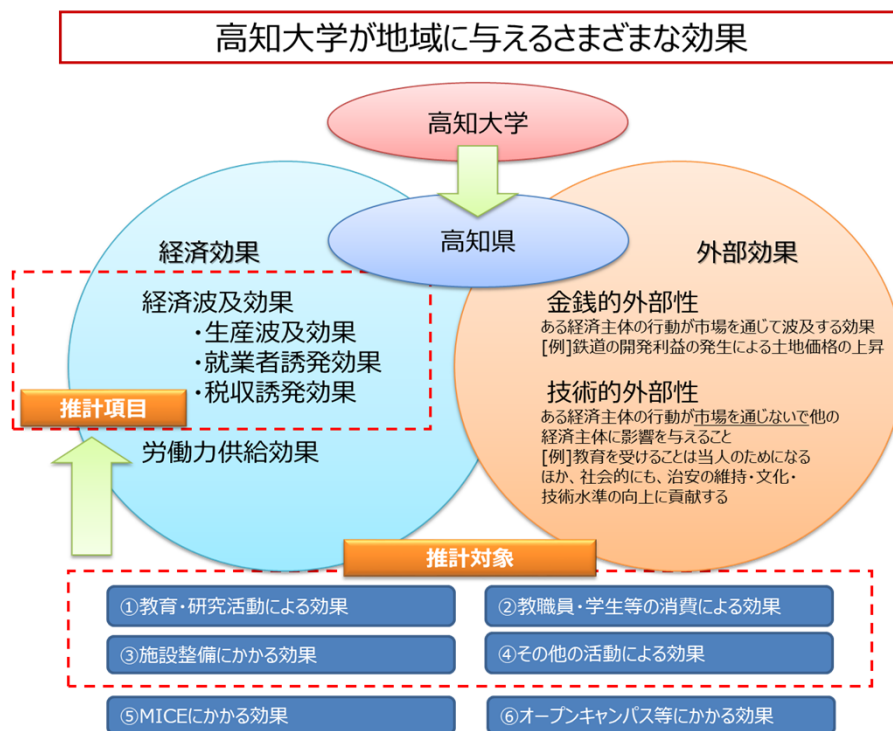 高知大学が地域に与えるさまざまな効果
高知大学
高知県
経済効果
経済波及効果
・生産波及効果
・就業者誘発効果
・税収誘発効果
推計項目
労働力供給効果
外部効果
金銭的外部性
ある経済主体の行動が市場を通じて波及する効果
[例]鉄道の開発利益の発生による土地価格の上昇
技術的外部性
ある経済主体の行動が市場を通じないで他の
経済主体に影響を与えること
[例]教育を受けることは当人のためになる
ほか、社会的にも、治安の維持・文化・
技術水準の向上に貢献する
推計対象
①教育・研究活動による効果
②教職員・学生等の消費による効果
③施設整備にかかる効果
④その他の活動による効果
⑤MICEにかかる効果
⑥オープンキャンパス等にかかる効果